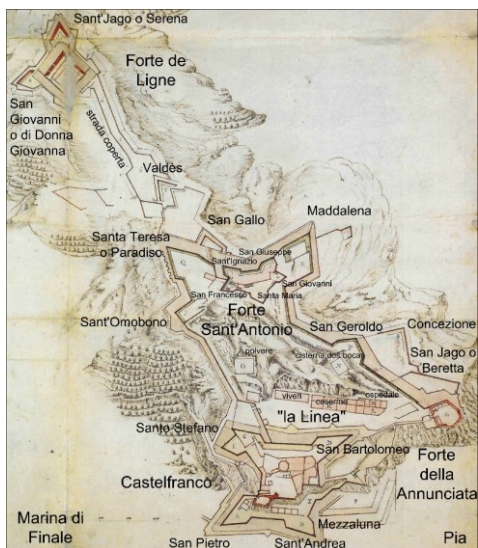 Sant'Jago o Serena
Forte de
Ligne
San
Giovanni
o di Donna
Giovanna
strada coperta
Valdès
San Gallo
Maddalena
Santa Teresa
o Paradiso
San Giuseppe
Sant'Ignazio
San Giovanni
San Francesco
Santa Maria
Forte
Sant'Antonio
Sant'Omobono
San Geroldo
Concezione
San Jago o
Beretta
polvere
cisterna dos bocas
viveri
caserme
ospedale
"la Linea"
Santo Stefano
San Bartolomeo
Forte
della
Annunciata
Castelfranco
Mezzaluna
Marina di
Finale
San Pietro
Sant'Andrea
Pia